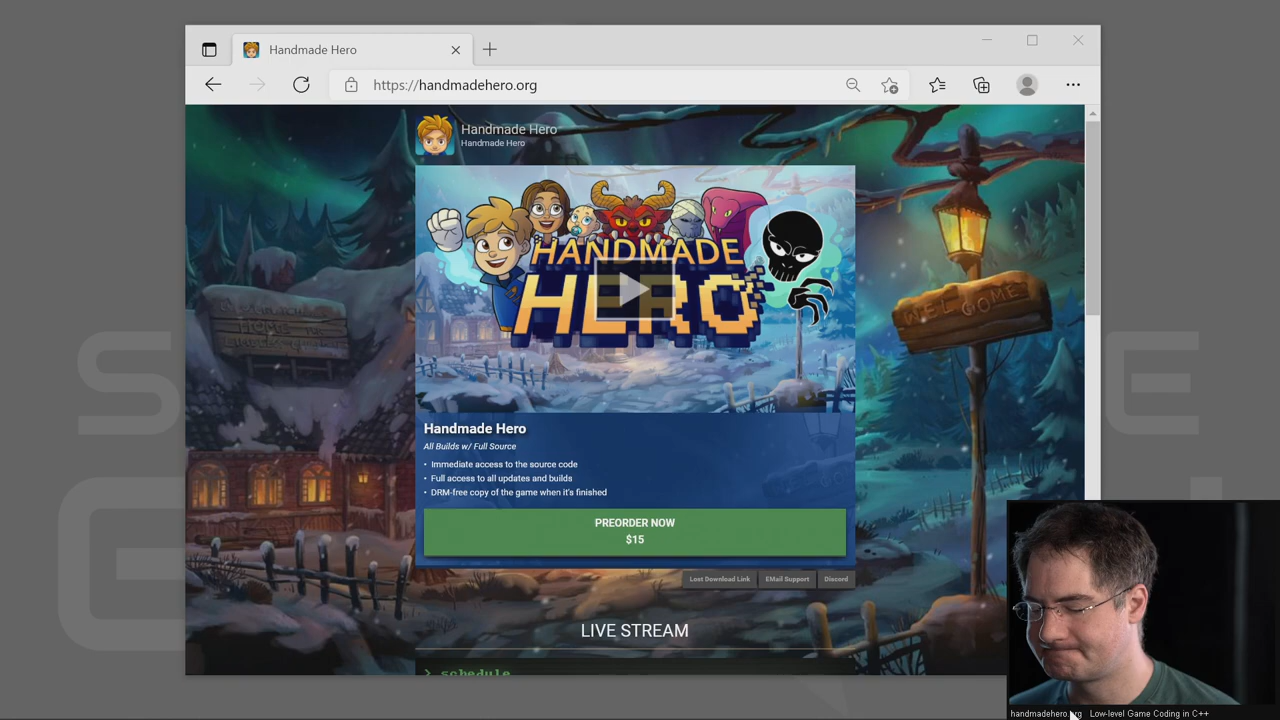 Handmade Hero
https://handmadehero.org
Handmade Hero
Handmade Hero
HANDMADE
HERO
WELCOME
HOME
Handmade Hero
All Builds w/ Full Source
• Immediate access to the source code
• Full access to all updates and builds
• DRM-free copy of the game when it's finished
PREORDER NOW
$15
Lost Download Link
EMail Support
Discord
LIVE STREAM
> schedule
handmadehero.org Low-level Game Coding in C++